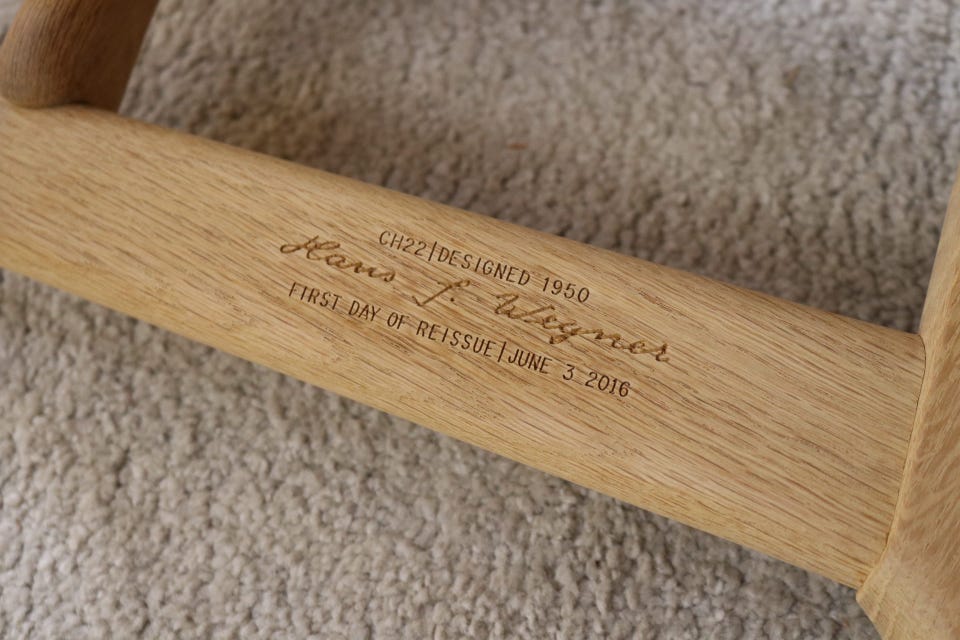 CH22|DESIGNED 1950
Hans J. Wegner
FIRST DAY OF REISSUE|JUNE 3 2016